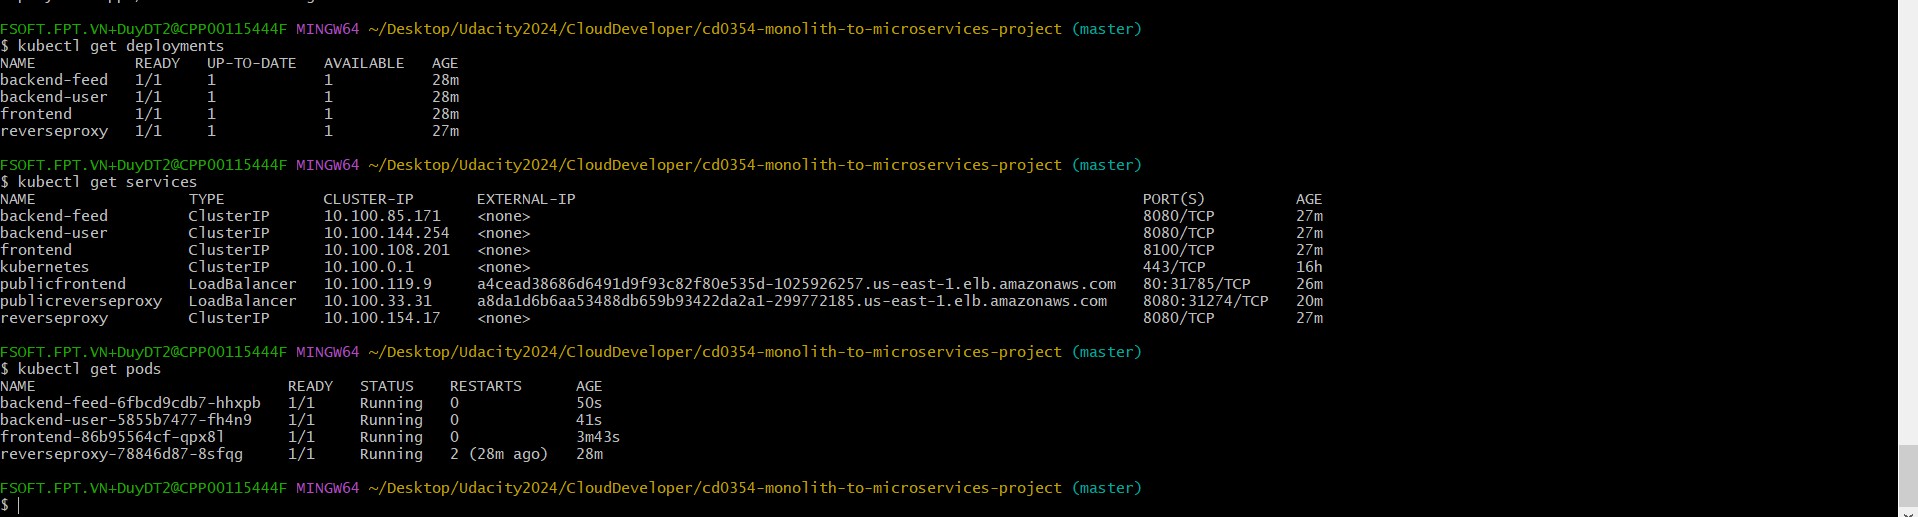 FSOFT.FPT.VN+DuyDT2@CPP00115444F MINGW64 ~/Desktop/Udacity2024/CloudDeveloper/cd0354-monolith-to-microservices-project (master)
$ kubectl get deployments
NAME READY UP-TO-DATE AVAILABLE AGE
backend-feed 1/1 1 1 28m
backend-user 1/1 1 1 28m
frontend 1/1 1 1 28m
reverseproxy 1/1 1 1 27m
FSOFT.FPT.VN+DuyDT2@CPP00115444F MINGW64 ~/Desktop/Udacity2024/CloudDeveloper/cd0354-monolith-to-microservices-project (master)
$ kubectl get services
NAME TYPE CLUSTER-IP EXTERNAL-IP PORT(S) AGE
backend-feed ClusterIP 10.100.85.171 <none> 8080/TCP 27m
backend-user ClusterIP 10.100.144.254 <none> 8080/TCP 27m
frontend ClusterIP 10.100.108.201 <none> 8100/TCP 27m
kubernetes ClusterIP 10.100.0.1 <none> 443/TCP 16h
publicfrontend LoadBalancer 10.100.119.9 a4cead38686d6491d9f93c82f80e535d-1025926257.us-east-1.elb.amazonaws.com 80:31785/TCP 26m
publicreverseproxy LoadBalancer 10.100.33.31 a8da1d6b6aa53488db659b93422da2a1-299772185.us-east-1.elb.amazonaws.com 8080:31274/TCP 20m
reverseproxy ClusterIP 10.100.154.17 <none> 8080/TCP 27m
FSOFT.FPT.VN+DuyDT2@CPP00115444F MINGW64 ~/Desktop/Udacity2024/CloudDeveloper/cd0354-monolith-to-microservices-project (master)
$ kubectl get pods
NAME READY STATUS RESTARTS AGE
backend-feed-6fbcd9cdb7-hhxpb 1/1 Running 0 50s
backend-user-5855b7477-fh4n9 1/1 Running 0 41s
frontend-86b95564cf-qpx8l 1/1 Running 0 3m43s
reverseproxy-78846d87-8sfqg 1/1 Running 2 (28m ago) 28m
FSOFT.FPT.VN+DuyDT2@CPP00115444F MINGW64 ~/Desktop/Udacity2024/CloudDeveloper/cd0354-monolith-to-microservices-project (master)
$